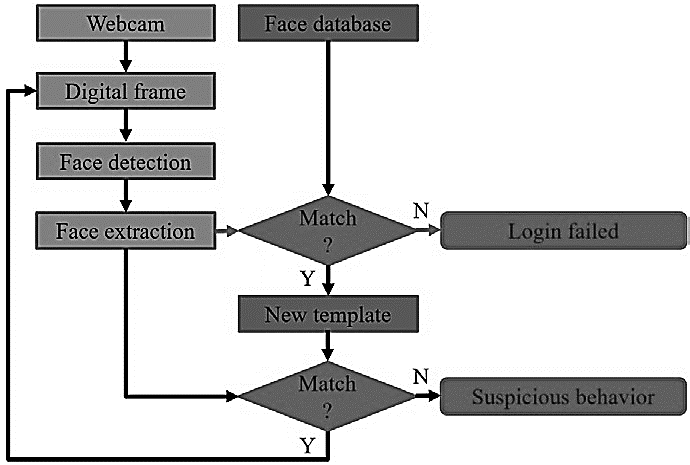 Webcam
Face database
Digital frame
Face detection
Face extraction
Match
?
N
Login failed
Y
New template
Match
?
N
Suspicious behavior
Y